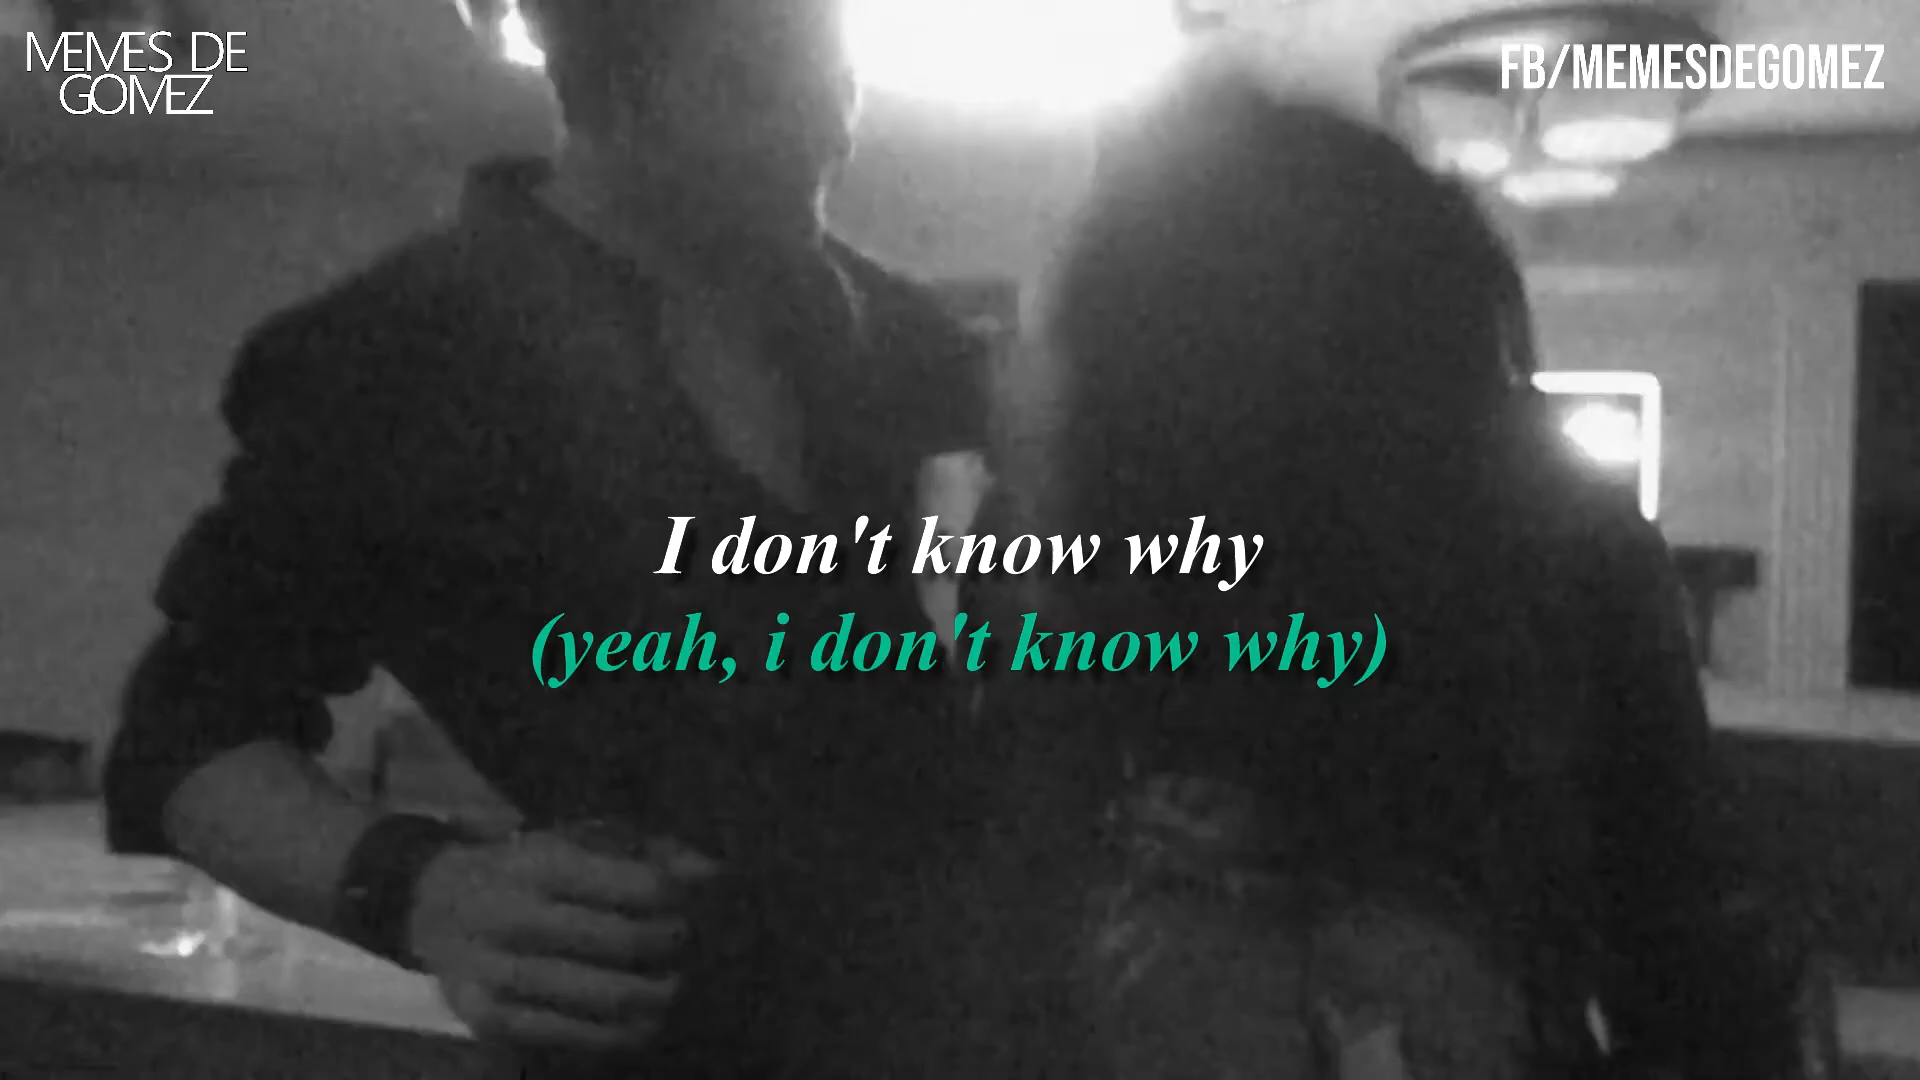 MEMES DE
GOMEZ
FB/MEMESDEGOMEZ
I don't know why
(yeah, i don't know why)